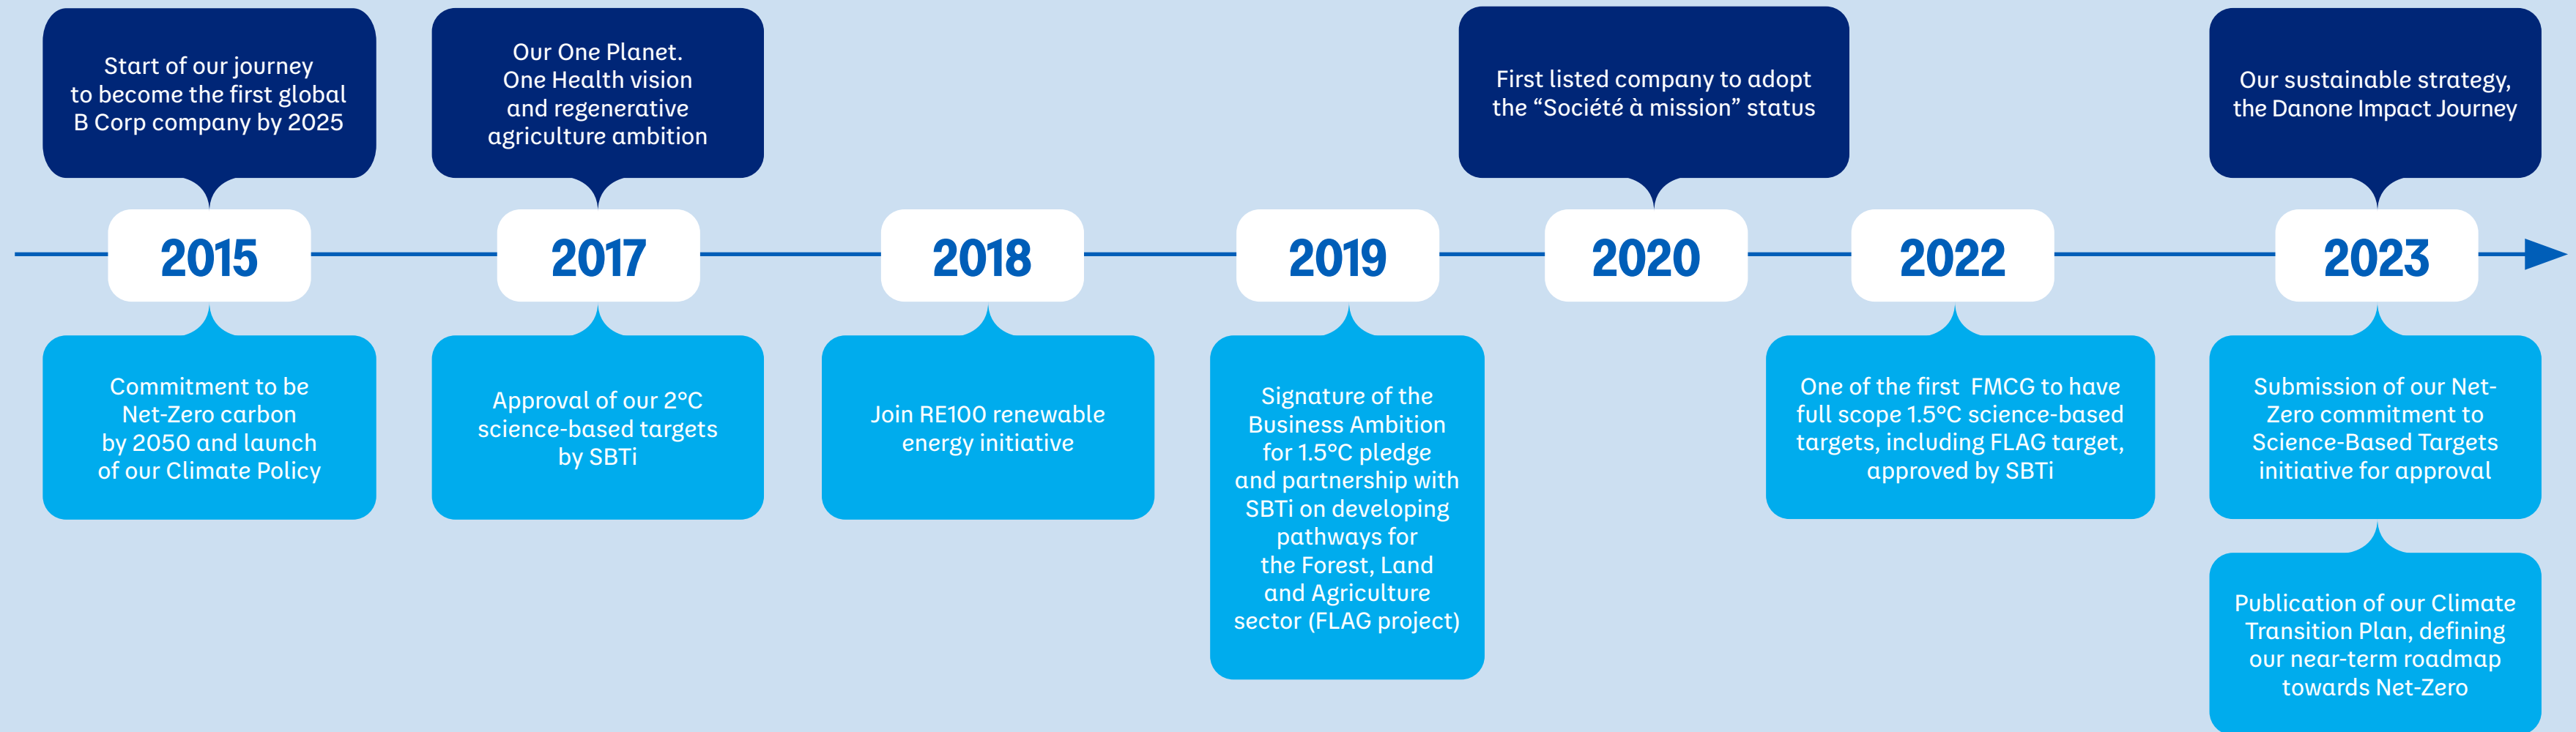 Start of our journey
to become the first global
B Corp company by 2025
Our One Planet.
One Health vision
and regenerative
agriculture ambition
First listed company to adopt
the “Société à mission” status
Our sustainable strategy,
the Danone Impact Journey
2015
2017
2018
2019
2020
2022
2023
Commitment to be
Net-Zero carbon
by 2050 and launch
of our Climate Policy
Approval of our 2°C
science-based targets
by SBTi
Join RE100 renewable
energy initiative
Signature of the
Business Ambition
for 1.5°C pledge
and partnership with
SBTi on developing
pathways for
the Forest, Land
and Agriculture
sector (FLAG project)
One of the first  FMCG to have
full scope 1.5°C science-based
targets, including FLAG target,
approved by SBTi
Submission of our Net-
Zero commitment to
Science-Based Targets
initiative for approval
Publication of our Climate
Transition Plan, defining
our near-term roadmap
towards Net-Zero